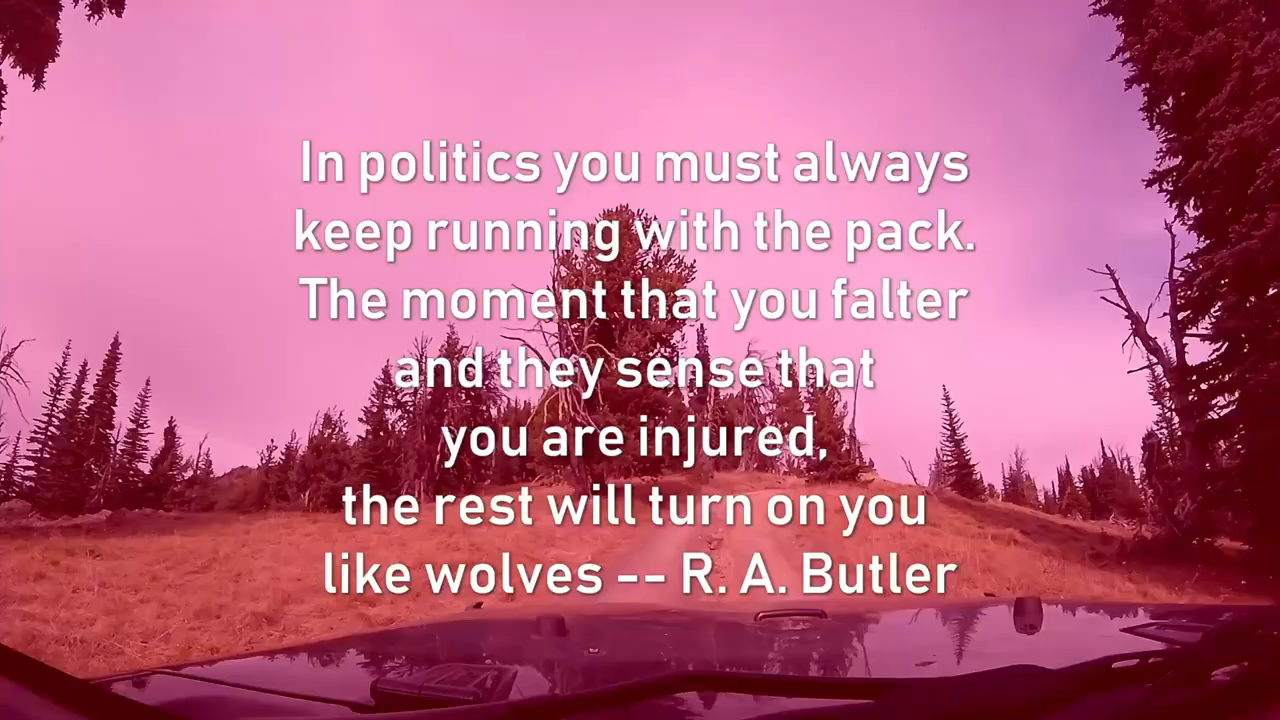 In politics you must always
keep running with the pack.
The moment that you falter
and they sense that
you are injured,
the rest will turn on you
like wolves -- R. A. Butler